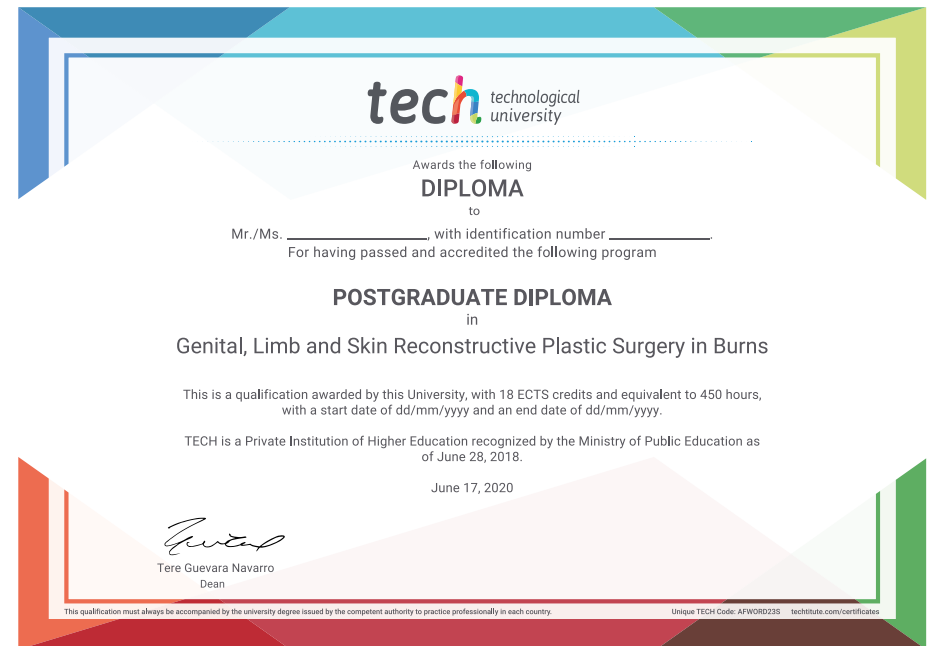 tech technological
university
Awards the following
DIPLOMA
to
Mr./Ms. ____________________, with identification number ______________.
For having passed and accredited the following program
POSTGRADUATE DIPLOMA
in
Genital, Limb and Skin Reconstructive Plastic Surgery in Burns
This is a qualification awarded by this University, with 18 ECTS credits and equivalent to 450 hours,
with a start date of dd/mm/yyyy and an end date of dd/mm/yyyy.
TECH is a Private Institution of Higher Education recognized by the Ministry of Public Education as
of June 28, 2018.
June 17, 2020
Tere Guevara Navarro
Dean
This qualification must always be accompanied by the university degree issued by the competent authority to practice professionally in each country.
Unique TECH Code: AFWORD23S techtitute.com/certificates